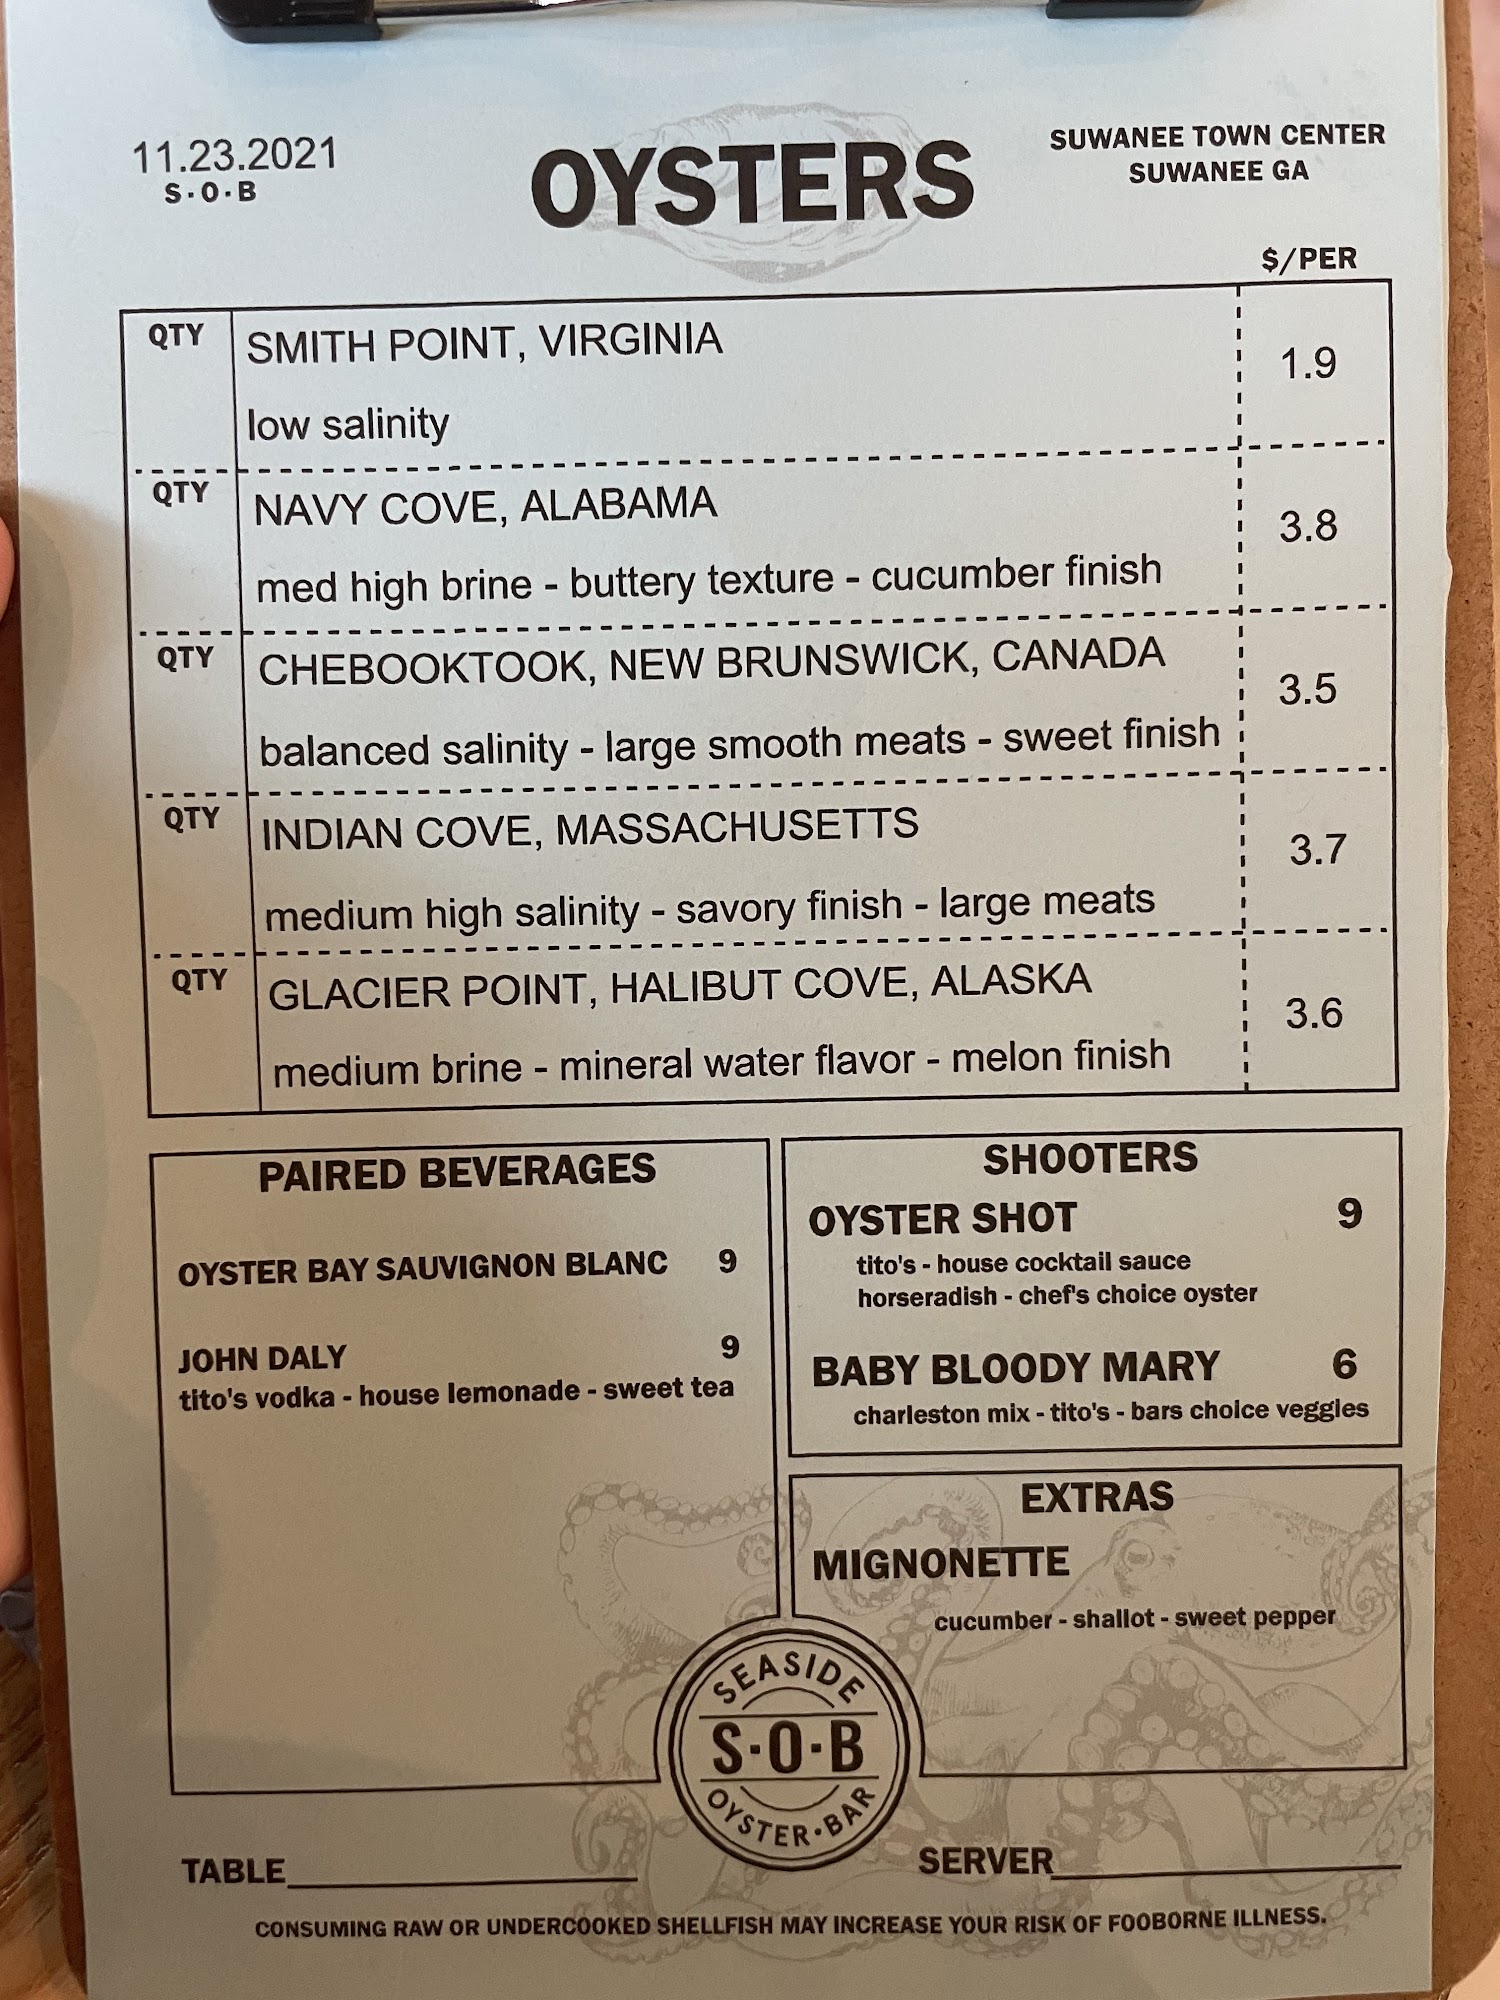 11.23.2021
S·O·B
OYSTERS
SUWANEE TOWN CENTER
SUWANEE GA
$/PER
QTY
SMITH POINT, VIRGINIA
low salinity
1.9
QTY
NAVY COVE, ALABAMA
med high brine - buttery texture - cucumber finish
3.8
QTY
CHEBOOKTOOK, NEW BRUNSWICK, CANADA
balanced salinity - large smooth meats - sweet finish
3.5
QTY
INDIAN COVE, MASSACHUSETTS
medium high salinity - savory finish - large meats
3.7
QTY
GLACIER POINT, HALIBUT COVE, ALASKA
medium brine - mineral water flavor - melon finish
3.6
PAIRED BEVERAGES
OYSTER BAY SAUVIGNON BLANC 9
JOHN DALY 9
tito's vodka - house lemonade - sweet tea
SHOOTERS
OYSTER SHOT 9
tito's - house cocktail sauce
horseradish - chef's choice oyster
BABY BLOODY MARY 6
charleston mix - tito's - bars choice veggies
EXTRAS
MIGNONETTE
cucumber - shallot - sweet pepper
SEASIDE
S·O·B
OYSTER·BAR
TABLE
SERVER
CONSUMING RAW OR UNDERCOOKED SHELLFISH MAY INCREASE YOUR RISK OF FOOBORNE ILLNESS.